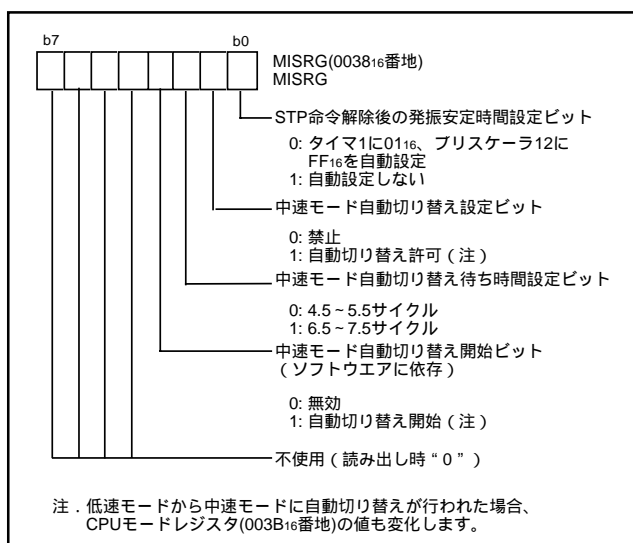 b7 b0
MISRG(0038₁₆番地)
MISRG
STP命令解除後の発振安定時間設定ビット
0: タイマ1に01₁₆、プリスケーラ12に
FF₁₆を自動設定
1: 自動設定しない
中速モード自動切り替え設定ビット
0: 禁止
1: 自動切り替え許可（注）
中速モード自動切り替え待ち時間設定ビット
0: 4.5～5.5サイクル
1: 6.5～7.5サイクル
中速モード自動切り替え開始ビット
（ソフトウエアに依存）
0: 無効
1: 自動切り替え開始（注）
不使用（読み出し時“0”）
注．低速モードから中速モードに自動切り替えが行われた場合、
CPUモードレジスタ(003B₁₆番地)の値も変化します。